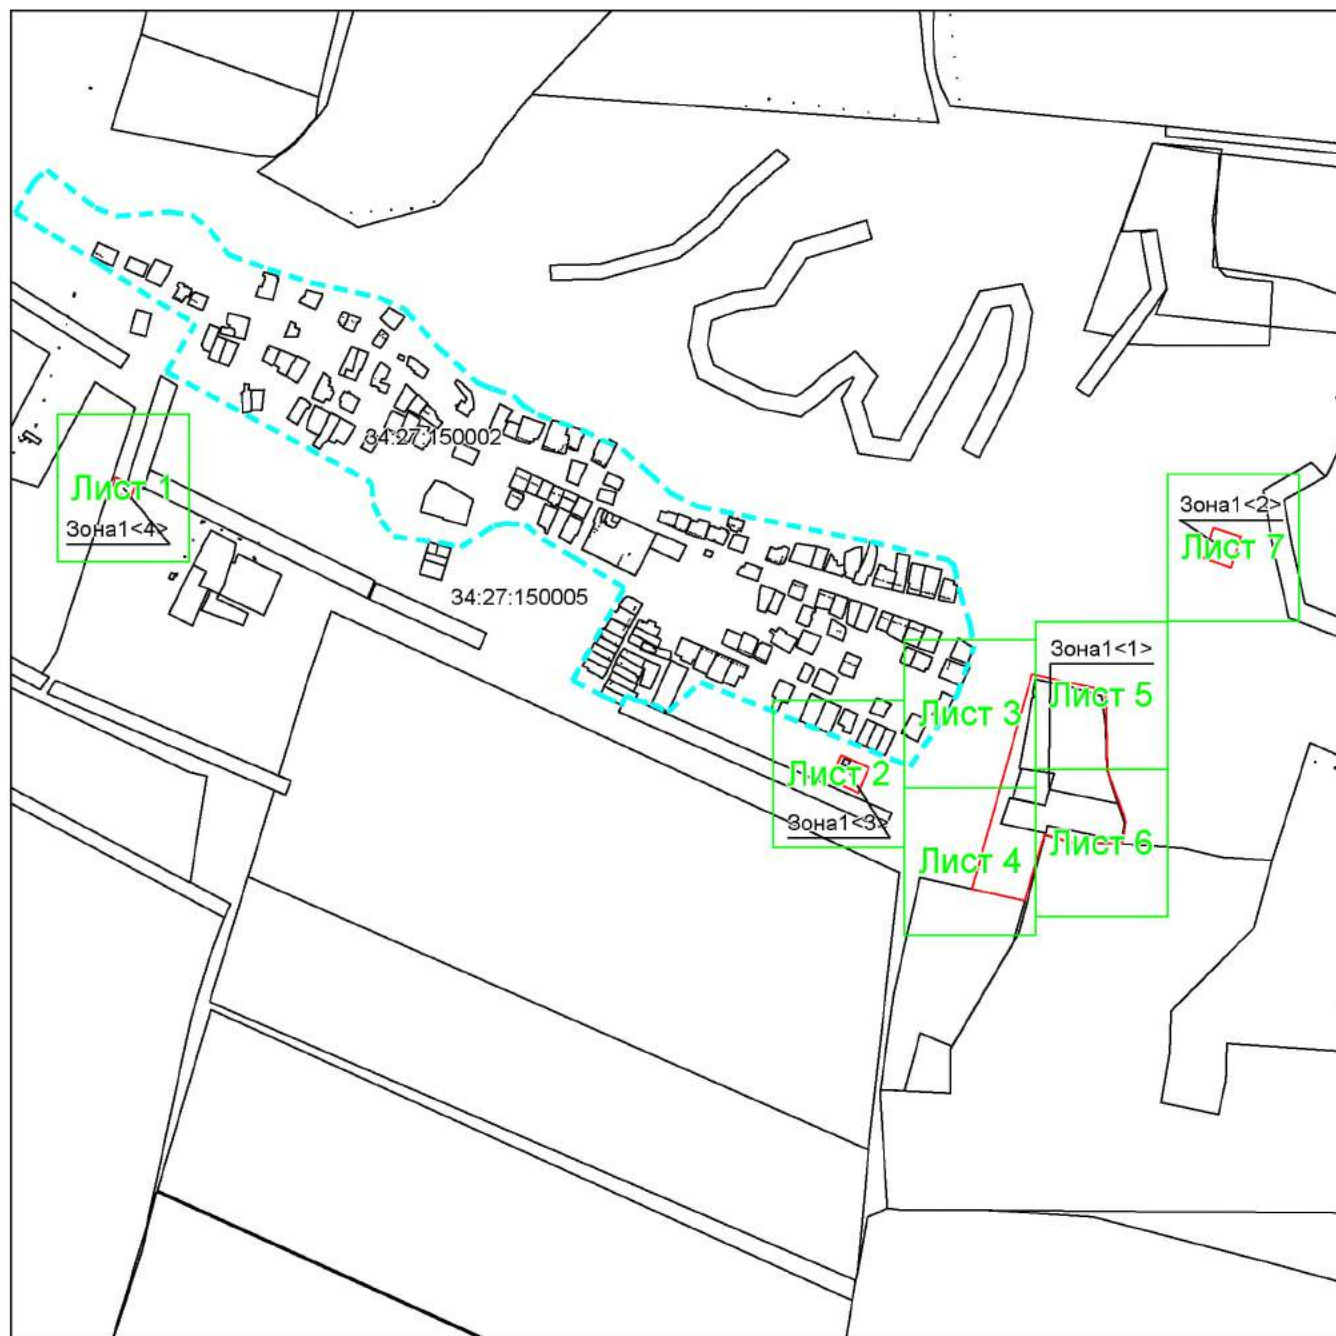 34:27:150002
Лист 1
Зона1<4>
Зона1<2>
Лист 7
34:27:150005
Зона1<1>
Лист 5
Лист 3
Лист 2
Зона1<3>
Лист 6
Лист 4